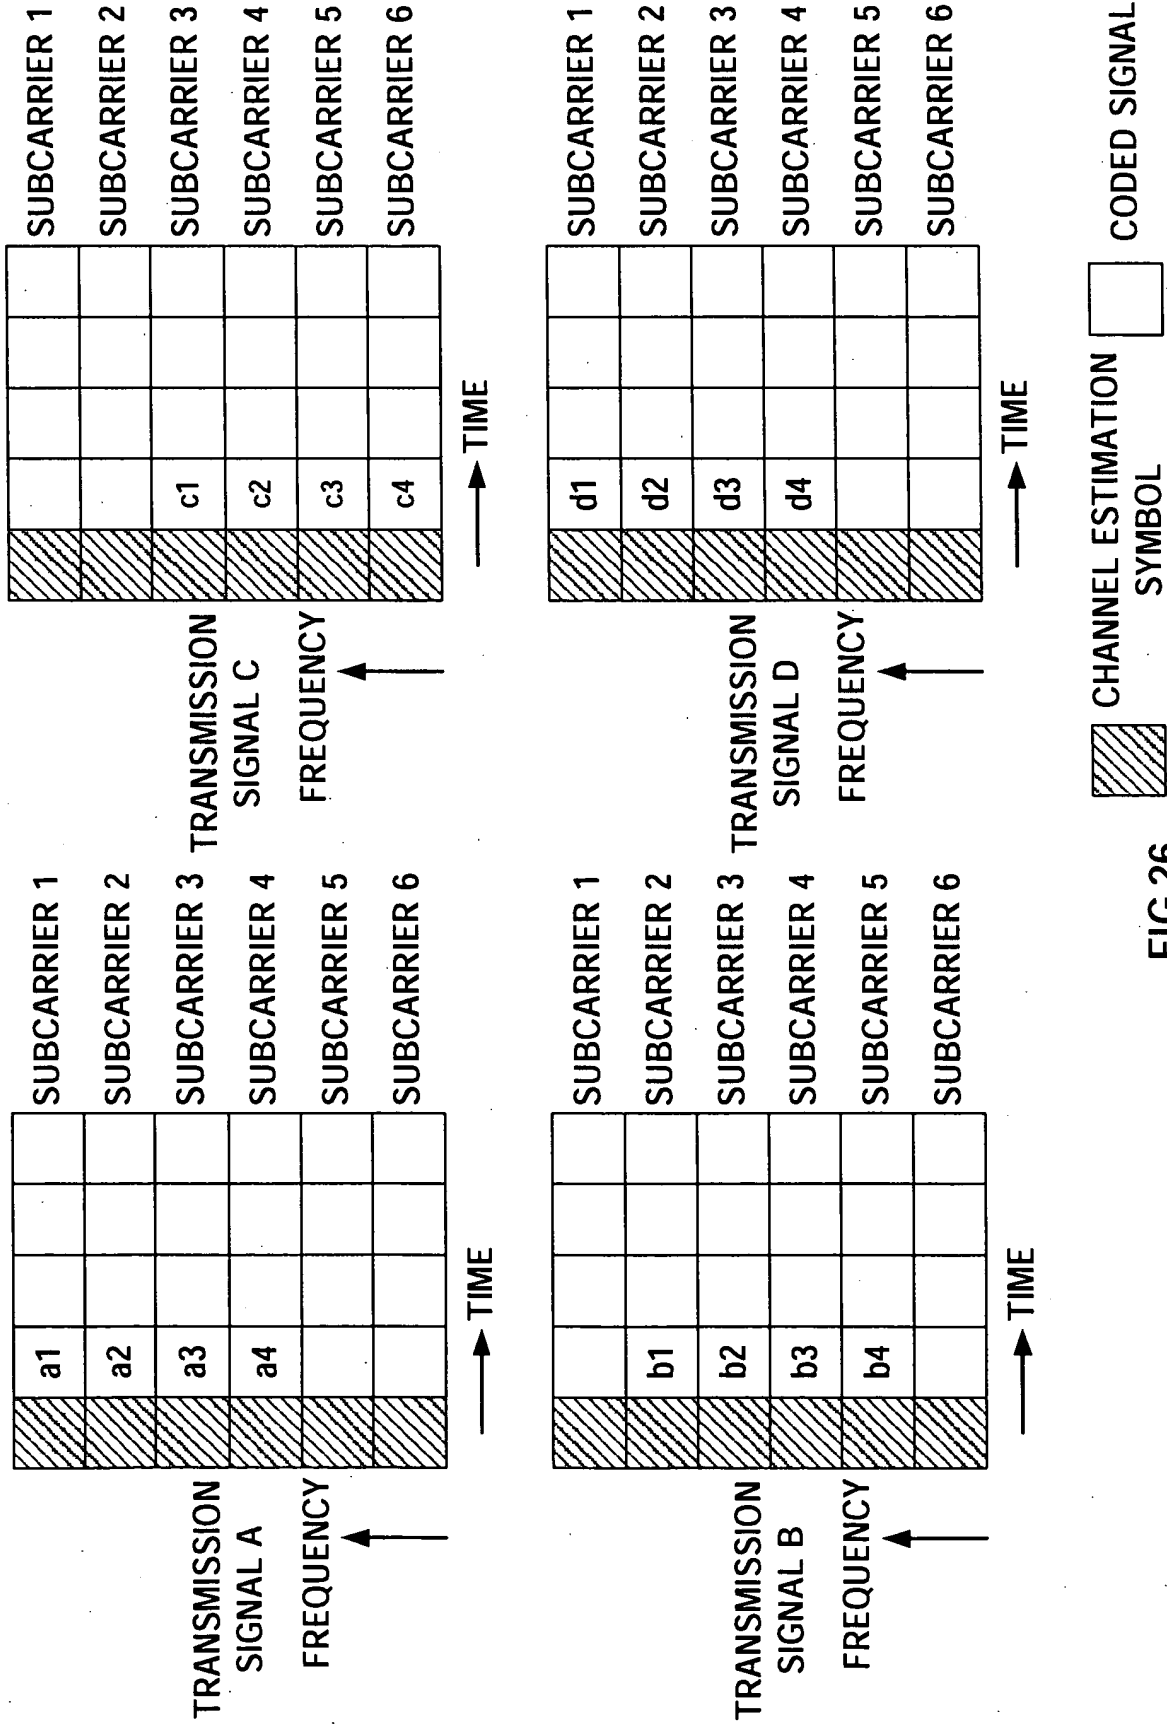 TRANSMISSION
SIGNAL A
FREQUENCY
a1
a2
a3
a4
SUBCARRIER 1
SUBCARRIER 2
SUBCARRIER 3
SUBCARRIER 4
SUBCARRIER 5
SUBCARRIER 6
TIME
TRANSMISSION
SIGNAL C
FREQUENCY
c1
c2
c3
c4
SUBCARRIER 1
SUBCARRIER 2
SUBCARRIER 3
SUBCARRIER 4
SUBCARRIER 5
SUBCARRIER 6
TIME
TRANSMISSION
SIGNAL B
FREQUENCY
b1
b2
b3
b4
SUBCARRIER 1
SUBCARRIER 2
SUBCARRIER 3
SUBCARRIER 4
SUBCARRIER 5
SUBCARRIER 6
TIME
TRANSMISSION
SIGNAL D
FREQUENCY
d1
d2
d3
d4
SUBCARRIER 1
SUBCARRIER 2
SUBCARRIER 3
SUBCARRIER 4
SUBCARRIER 5
SUBCARRIER 6
TIME
CHANNEL ESTIMATION
SYMBOL
CODED SIGNAL
FIG 26